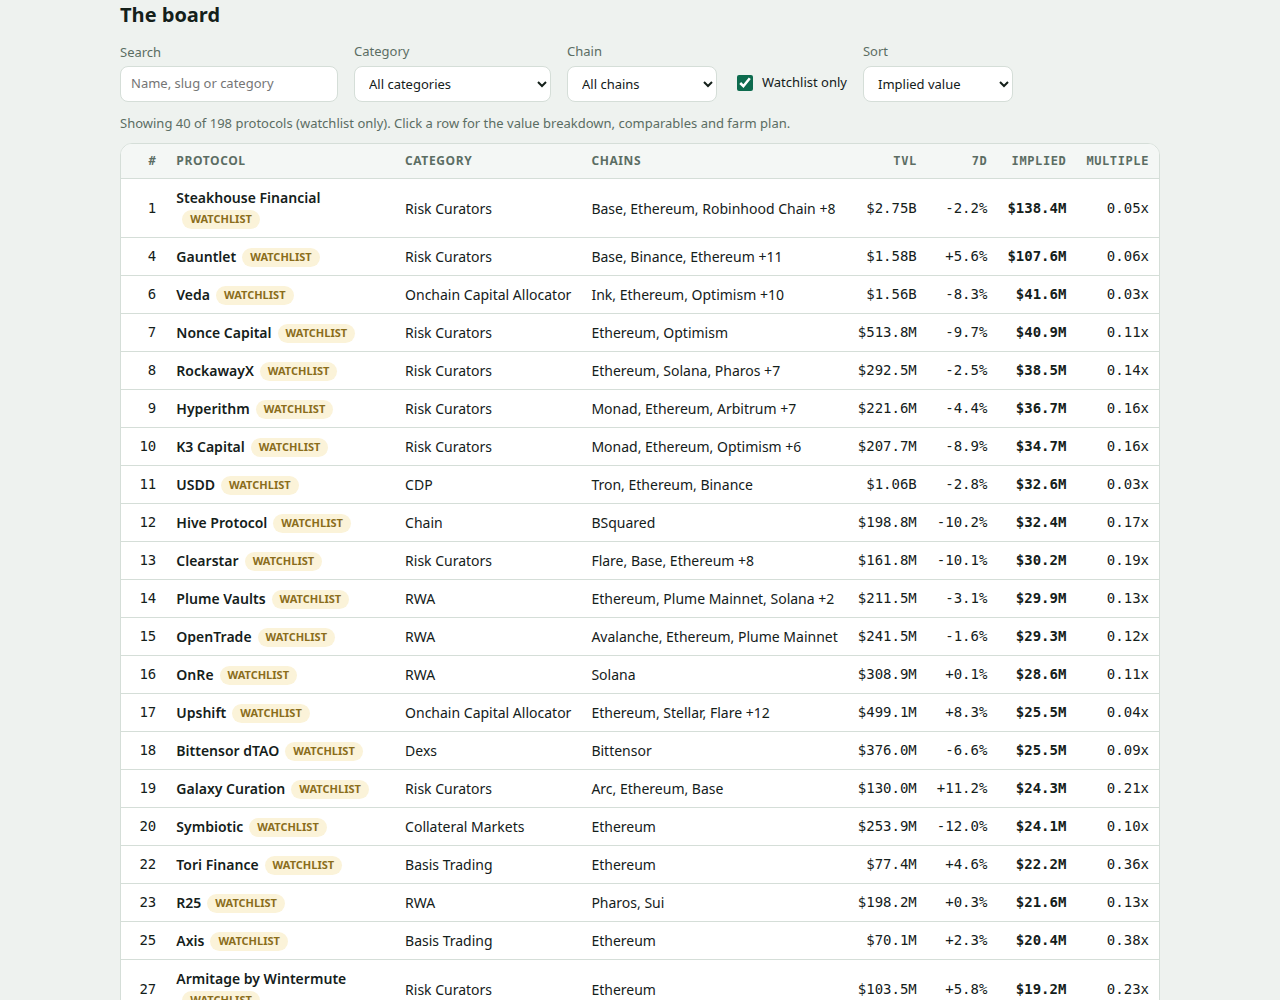 The board
Search Category Chain Sort
Name, slug or category All categories All chains Watchlist only Implied value
Showing 40 of 198 protocols (watchlist only). Click a row for the value breakdown, comparables and farm plan.
# PROTOCOL CATEGORY CHAINS TVL 7D IMPLIED MULTIPLE
1 Steakhouse Financial WATCHLIST Risk Curators Base, Ethereum, Robinhood Chain +8 $2.75B -2.2% $138.4M 0.05x
4 Gauntlet WATCHLIST Risk Curators Base, Binance, Ethereum +11 $1.58B +5.6% $107.6M 0.06x
6 Veda WATCHLIST Onchain Capital Allocator Ink, Ethereum, Optimism +10 $1.56B -8.3% $41.6M 0.03x
7 Nonce Capital WATCHLIST Risk Curators Ethereum, Optimism $513.8M -9.7% $40.9M 0.11x
8 RockawayX WATCHLIST Risk Curators Ethereum, Solana, Pharos +7 $292.5M -2.5% $38.5M 0.14x
9 Hyperithm WATCHLIST Risk Curators Monad, Ethereum, Arbitrum +7 $221.6M -4.4% $36.7M 0.16x
10 K3 Capital WATCHLIST Risk Curators Monad, Ethereum, Optimism +6 $207.7M -8.9% $34.7M 0.16x
11 USDD WATCHLIST CDP Tron, Ethereum, Binance $1.06B -2.8% $32.6M 0.03x
12 Hive Protocol WATCHLIST Chain BSquared $198.8M -10.2% $32.4M 0.17x
13 Clearstar WATCHLIST Risk Curators Flare, Base, Ethereum +8 $161.8M -10.1% $30.2M 0.19x
14 Plume Vaults WATCHLIST RWA Ethereum, Plume Mainnet, Solana +2 $211.5M -3.1% $29.9M 0.13x
15 OpenTrade WATCHLIST RWA Avalanche, Ethereum, Plume Mainnet $241.5M -1.6% $29.3M 0.12x
16 OnRe WATCHLIST RWA Solana $308.9M +0.1% $28.6M 0.11x
17 Upshift WATCHLIST Onchain Capital Allocator Ethereum, Stellar, Flare +12 $499.1M +8.3% $25.5M 0.04x
18 Bittensor dTAO WATCHLIST Dexs Bittensor $376.0M -6.6% $25.5M 0.09x
19 Galaxy Curation WATCHLIST Risk Curators Arc, Ethereum, Base $130.0M +11.2% $24.3M 0.21x
20 Symbiotic WATCHLIST Collateral Markets Ethereum $253.9M -12.0% $24.1M 0.10x
22 Tori Finance WATCHLIST Basis Trading Ethereum $77.4M +4.6% $22.2M 0.36x
23 R25 WATCHLIST RWA Pharos, Sui $198.2M +0.3% $21.6M 0.13x
25 Axis WATCHLIST Basis Trading Ethereum $70.1M +2.3% $20.4M 0.38x
27 Armitage by Wintermute WATCHLIST Risk Curators Ethereum $103.5M +5.8% $19.2M 0.23x